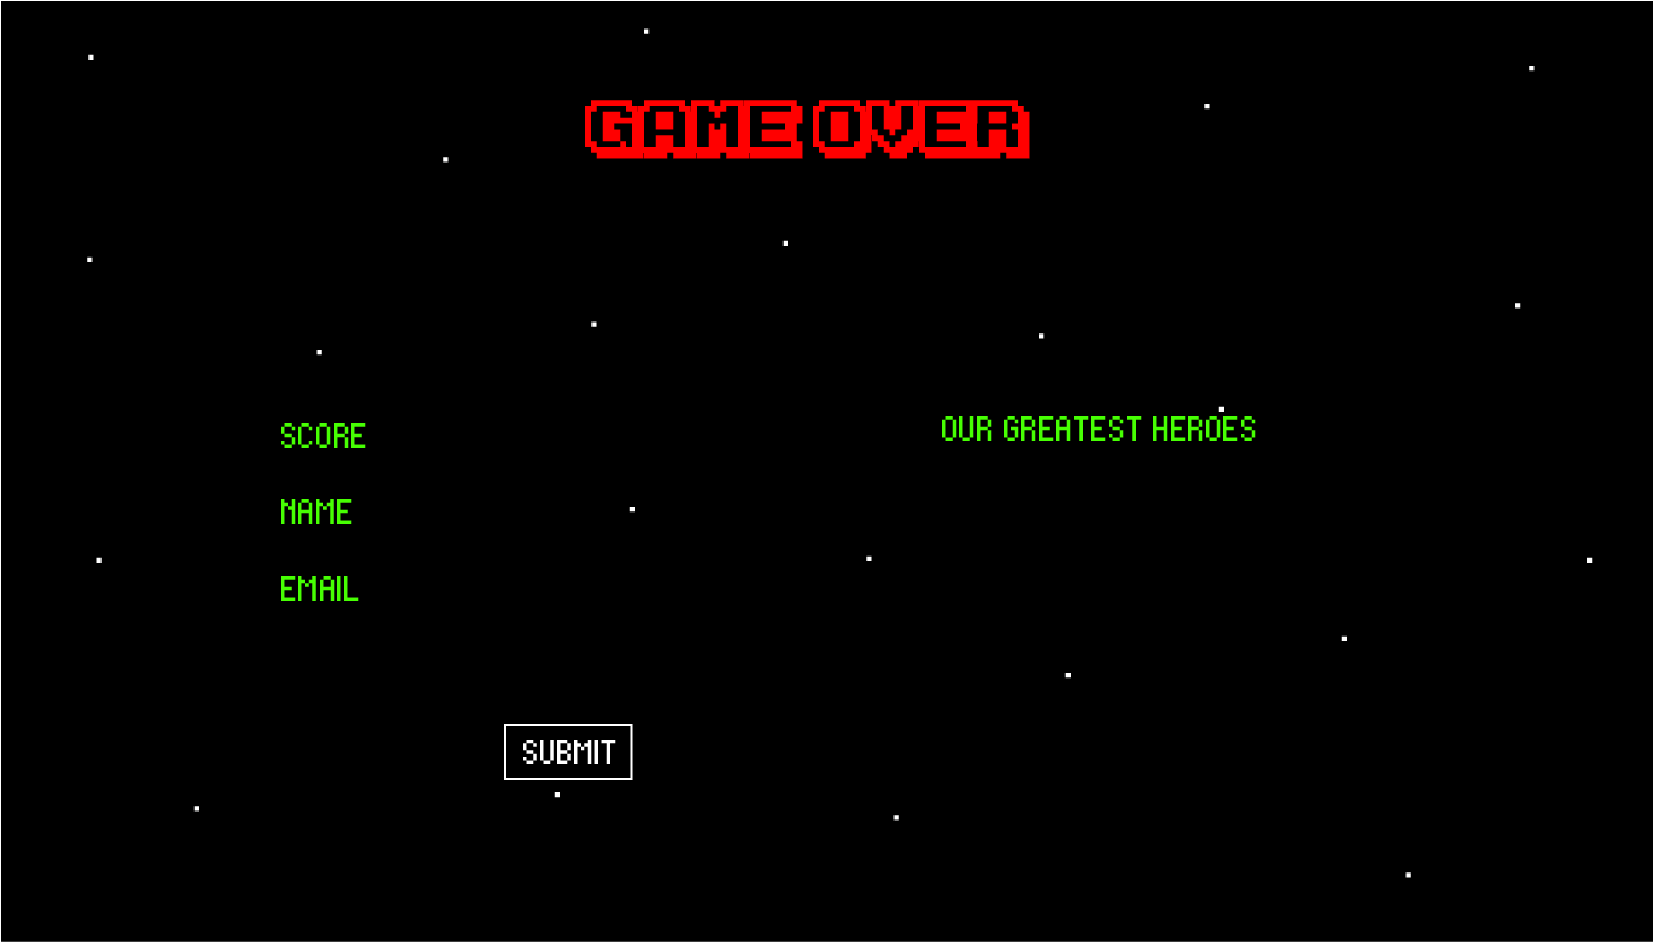 GAME OVER
SCORE
NAME
EMAIL
SUBMIT
OUR GREATEST HEROES